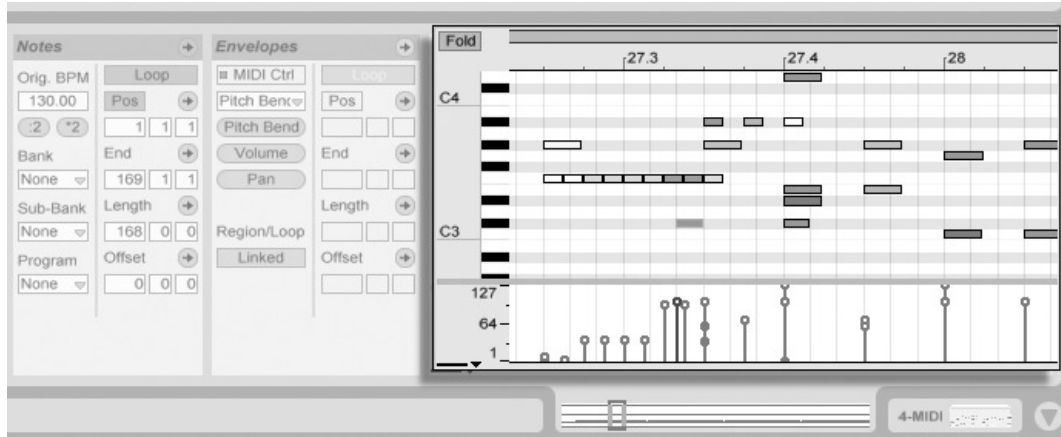 Notes
Orig. BPM
130.00
:2 *2
Bank
None
Sub-Bank
None
Program
None
Loop
Pos
1 1 1
End
169 1 1
Length
168 0 0
Offset
0 0 0
Envelopes
MIDI Ctrl
Pitch Benc
Pitch Bend
Volume
Pan
Region/Loop
Linked
Loop
Pos
End
Length
Offset
Fold
27.3 27.4 28
C4
C3
127
64
1
4-MIDI